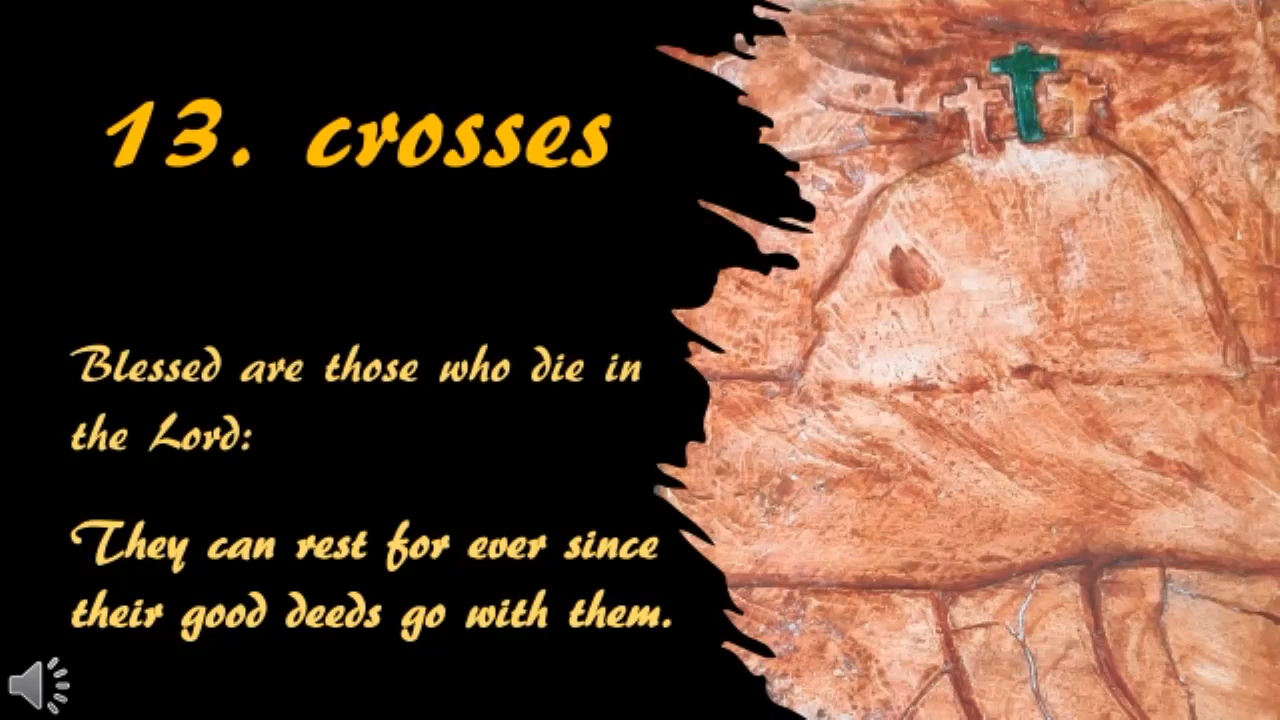 13. crosses
Blessed are those who die in
the Lord:
They can rest for ever since
their good deeds go with them.